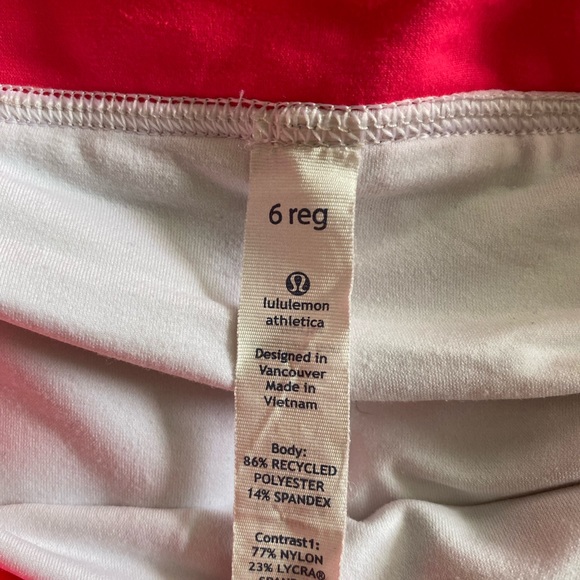 6 reg
lululemon
athletica
Designed in
Vancouver
Made in
Vietnam
Body:
86% RECYCLED
POLYESTER
14% SPANDEX
Contrast1:
77% NYLON
23% LYCRA®